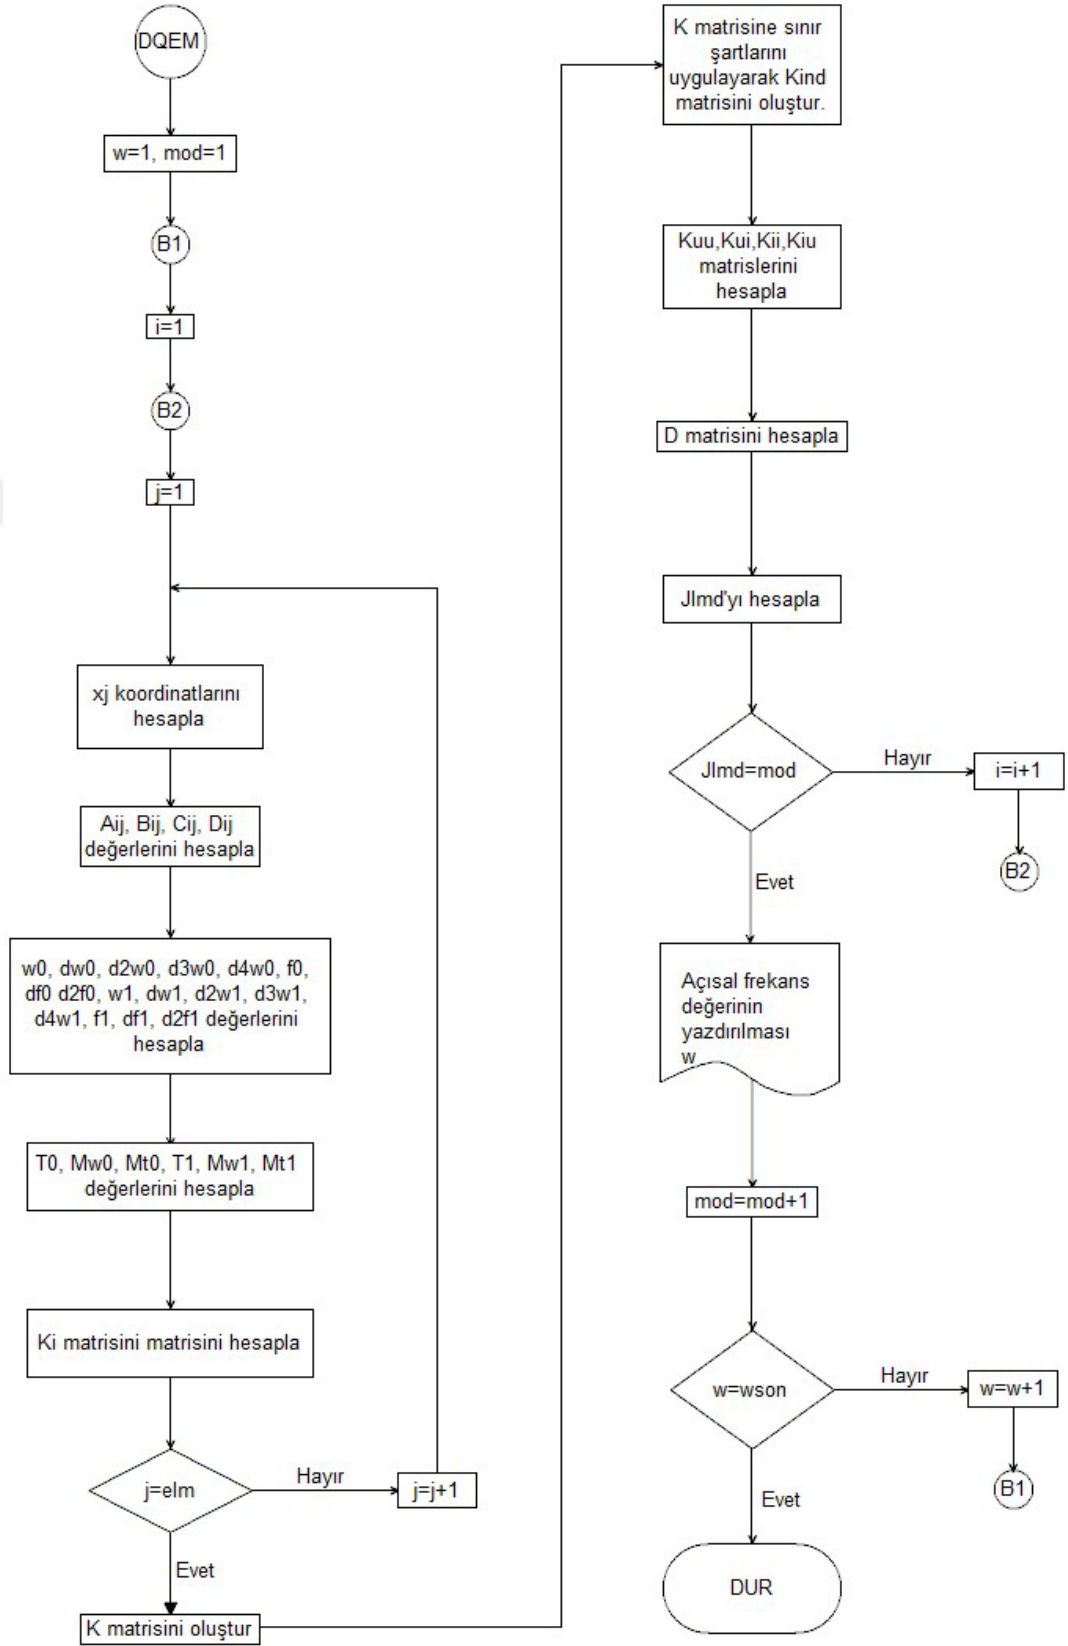 DQEM
w=1, mod=1
B1
i=1
B2
j=1
xj koordinatlarını
hesapla
Aij, Bij, Cij, Dij
değerlerini hesapla
w0, dw0, d2w0, d3w0, d4w0, f0,
df0 d2f0, w1, dw1, d2w1, d3w1,
d4w1, f1, df1, d2f1 değerlerini
hesapla
T0, Mw0, Mt0, T1, Mw1, Mt1
değerlerini hesapla
Ki matrisini matrisini hesapla
j=elm
Hayır
j=j+1
Evet
K matrisini oluştur
K matrisine sınır
şartlarını
uygulayarak Kind
matrisini oluştur.
Kuu,Kui,Kii,Kiu
matrislerini
hesapla
D matrisini hesapla
Jlmd'yı hesapla
Jlmd=mod
Hayır
i=i+1
B2
Evet
Açısal frekans
değerinin
yazdırılması
w
mod=mod+1
w=wson
Hayır
w=w+1
B1
Evet
DUR